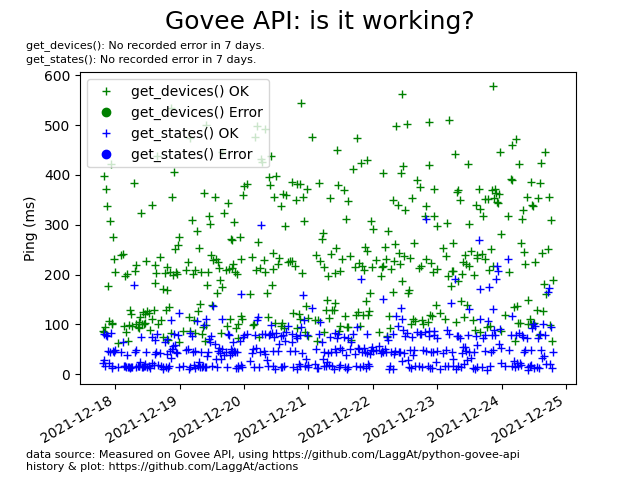 Govee API: is it working?
get_devices(): No recorded error in 7 days.
get_states(): No recorded error in 7 days.
600
500
400
300
200
100
0
Ping (ms)
get_devices() OK
get_devices() Error
get_states() OK
get_states() Error
2021-12-18
2021-12-19
2021-12-20
2021-12-21
2021-12-22
2021-12-23
2021-12-24
2021-12-25
data source: Measured on Govee API, using https://github.com/LaggAt/python-govee-api
history & plot: https://github.com/LaggAt/actions